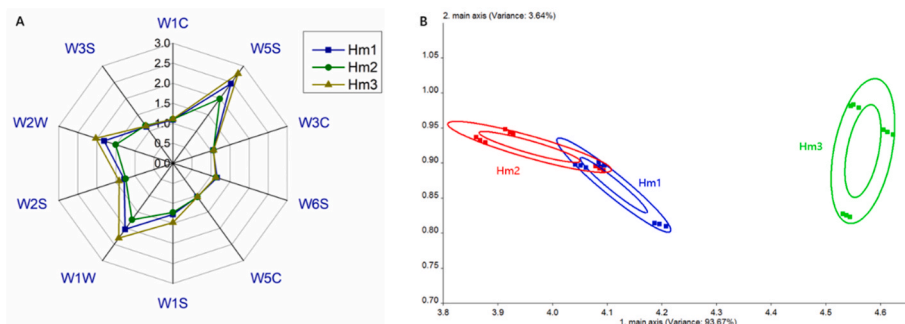 A
W1C
W5S
W3C
W6S
W5C
W1S
W1W
W2S
W2W
W3S
3.0
2.5
2.0
1.5
1.0
0.5
0.0
Hm1
Hm2
Hm3
B
2. main axis (Variance: 3.64%)
1.05
1.00
0.95
0.90
0.85
0.80
0.75
0.70
Hm2
Hm1
Hm3
3.8 3.9 4.0 4.1 4.2 4.3 4.4 4.5 4.6
1. main axis (Variance: 93.67%)